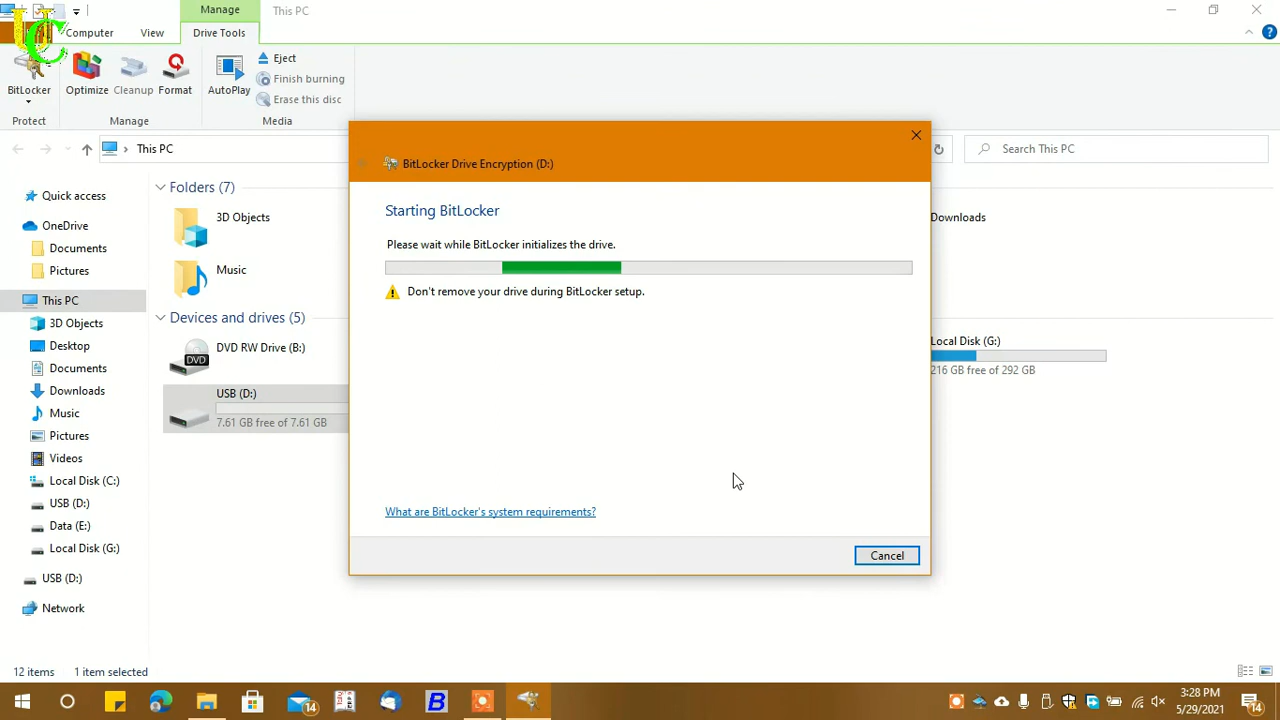 Manage
This PC
Computer
View
Drive Tools
UC
BitLocker
Optimize
Cleanup
Format
AutoPlay
Eject
Finish burning
Erase this disc
Protect
Manage
Media
This PC
Search This PC
Quick access
OneDrive
Documents
Pictures
This PC
3D Objects
Desktop
Documents
Downloads
Music
Pictures
Videos
Local Disk (C:)
USB (D:)
Data (E:)
Local Disk (G:)
USB (D:)
Network
Folders (7)
3D Objects
Music
Devices and drives (5)
DVD RW Drive (B:)
DVD
USB (D:)
7.61 GB free of 7.61 GB
BitLocker Drive Encryption (D:)
Starting BitLocker
Please wait while BitLocker initializes the drive.
Don't remove your drive during BitLocker setup.
What are BitLocker's system requirements?
Cancel
Downloads
Local Disk (G:)
216 GB free of 292 GB
12 items
1 item selected
14
B
3:28 PM
5/29/2021
14